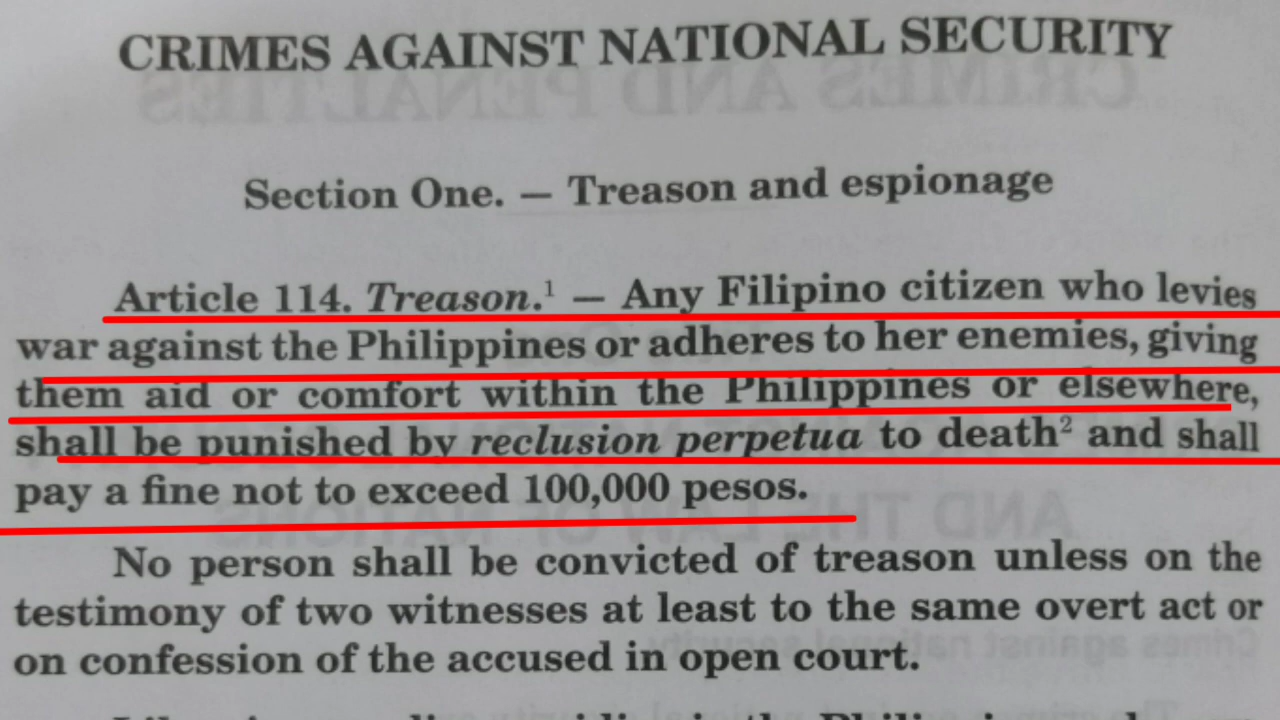 CRIMES AGAINST NATIONAL SECURITY
Section One. — Treason and espionage
Article 114. Treason.¹ — Any Filipino citizen who levies
war against the Philippines or adheres to her enemies, giving
them aid or comfort within the Philippines or elsewhere,
shall be punished by reclusion perpetua to death² and shall
pay a fine not to exceed 100,000 pesos.
No person shall be convicted of treason unless on the
testimony of two witnesses at least to the same overt act or
on confession of the accused in open court.